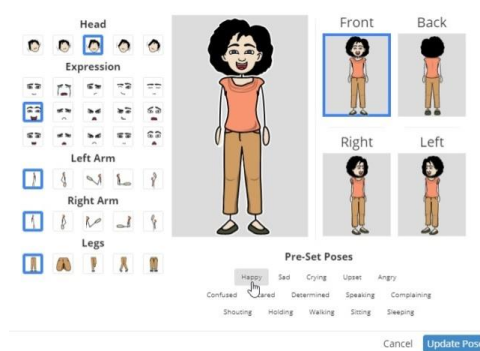 Head
Expression
Left Arm
Right Arm
Legs
Front Back
Right Left
Pre-Set Poses
Happy Sad Crying Upset Angry
Confused Determined Speaking Complaining
Shouting Holding Walking Sitting Sleeping
Cancel Update Pose